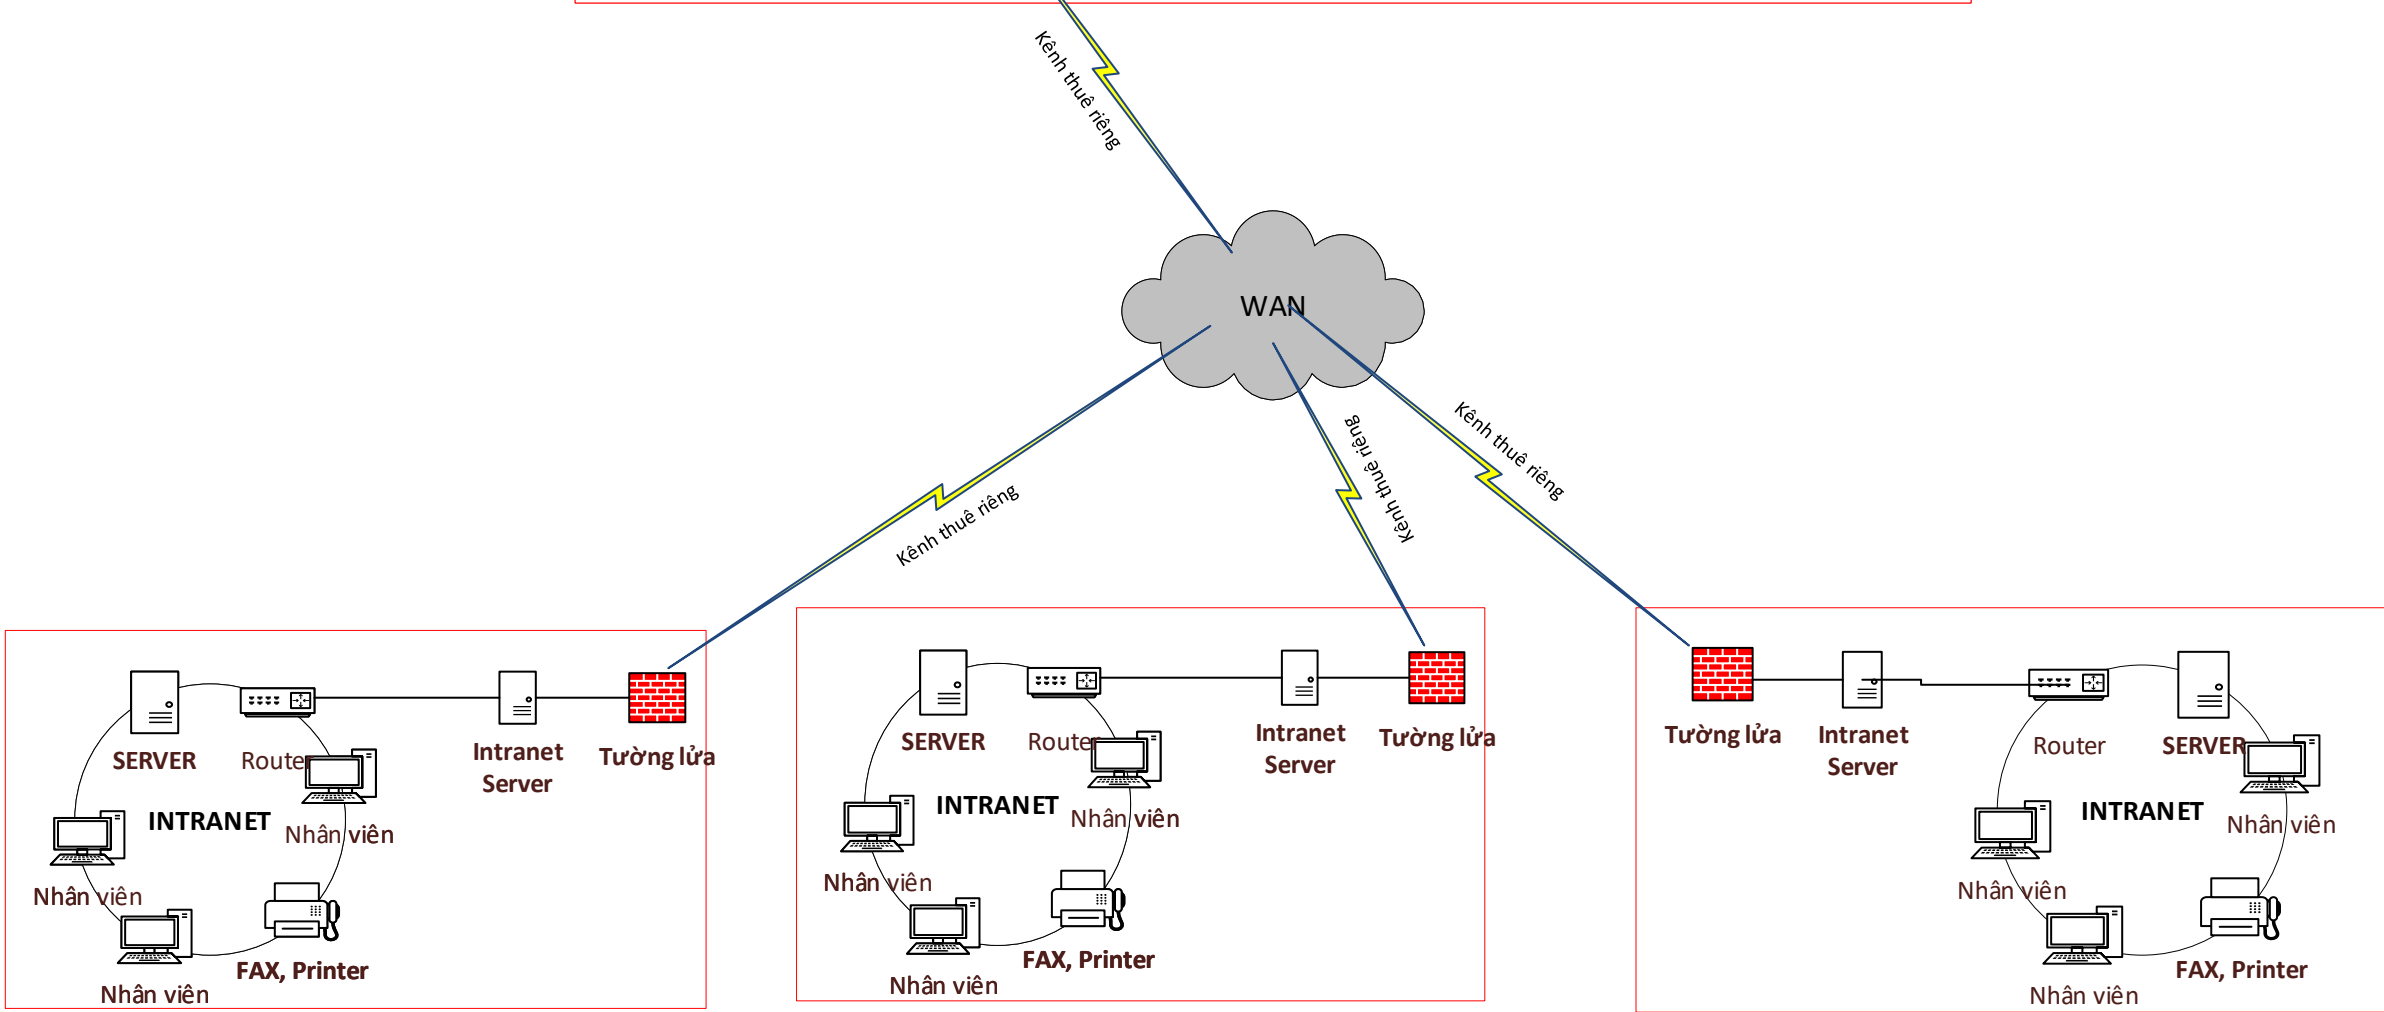 Kênh thuê riêng
WAN
Kênh thuê riêng
Kênh thuê riêng
Kênh thuê riêng
SERVER
Router
Intranet
Server
Tường lửa
INTRANET
Nhân viên
Nhân viên
FAX, Printer
Nhân viên
SERVER
Router
Intranet
Server
Tường lửa
INTRANET
Nhân viên
Nhân viên
FAX, Printer
Nhân viên
Tường lửa
Intranet
Server
Router
SERVER
INTRANET
Nhân viên
Nhân viên
FAX, Printer
Nhân viên